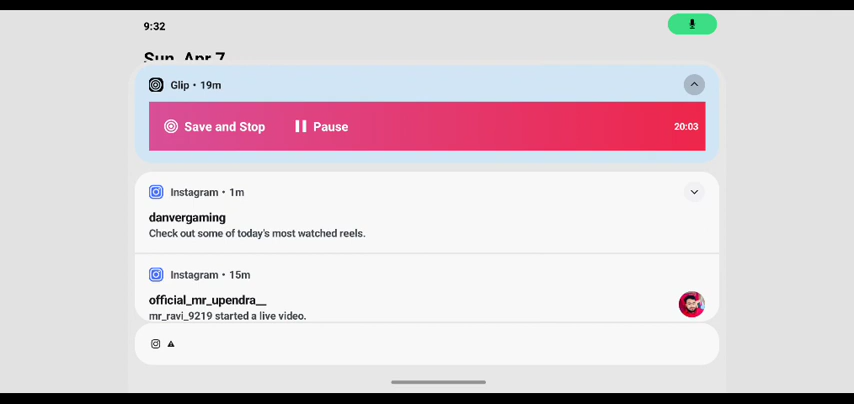 9:32
Sun, Apr 7
Glip • 19m
Save and Stop
Pause
20:03
Instagram • 1m
danvergaming
Check out some of today's most watched reels.
Instagram • 15m
official_mr_upendra__
mr_ravi_9219 started a live video.